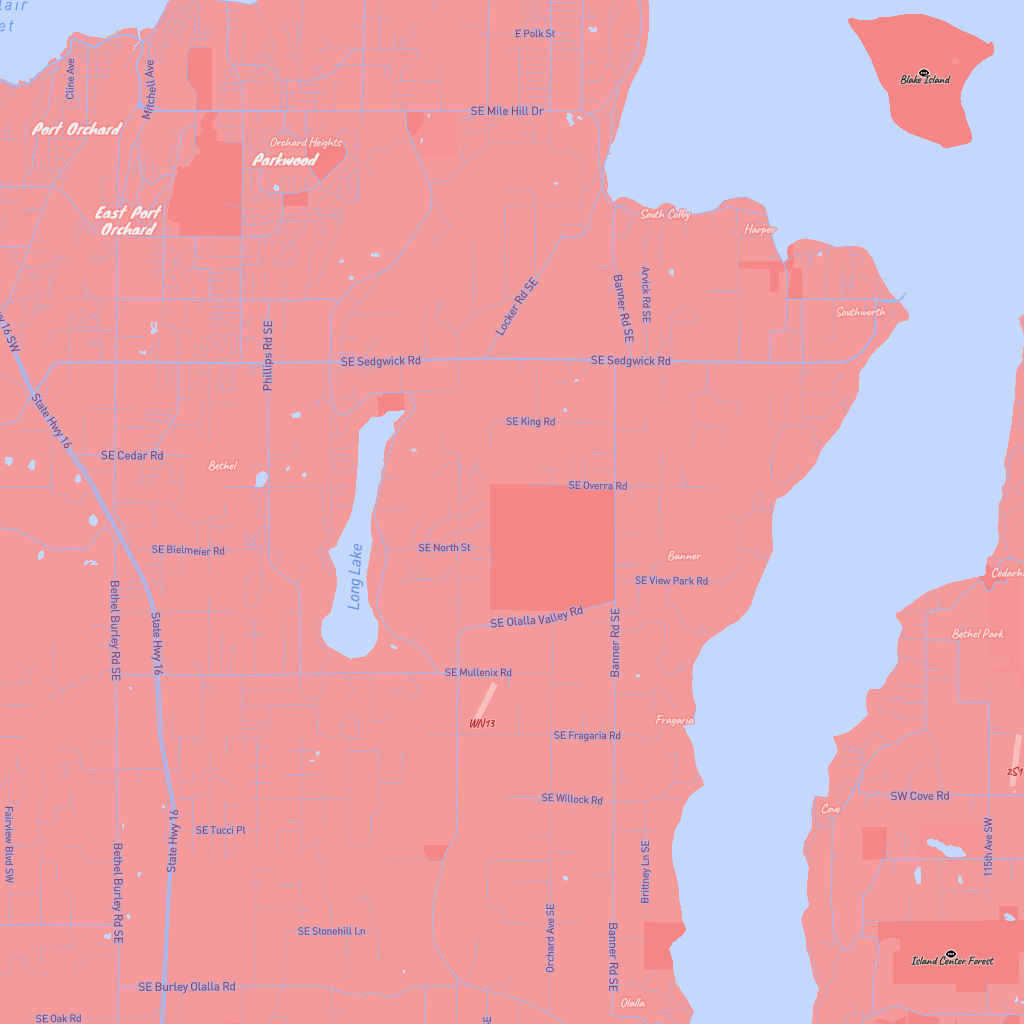 E Polk St
Cline Ave
Mitchell Ave
Blake Island
SE Mile Hill Dr
Port Orchard
Orchard Heights
Parkwood
East Port
Orchard
South Colby
Harper
Southworth
Locker Rd SE
Banner Rd SE
Arvick Rd SE
Phillips Rd SE
SE Sedgwick Rd
SE Sedgwick Rd
State Hwy 16
SE King Rd
SE Cedar Rd
Bethel
SE Overra Rd
SE North St
SE Bielmeier Rd
Long Lake
Banner
SE View Park Rd
Bethel Burley Rd SE
State Hwy 16
SE Olalla Valley Rd
Banner Rd SE
Bethel Park
SE Mullenix Rd
WN13
Fragaria
SE Fragaria Rd
SE Willock Rd
SW Cove Rd
Cove
Fairview Blvd SW
SE Tucci Pl
State Hwy 16
Bethel Burley Rd SE
Brittney Ln SE
115th Ave SW
SE Stonehill Ln
Orchard Ave SE
Banner Rd SE
Island Center Forest
SE Burley Olalla Rd
Olalla
SE Oak Rd
SE